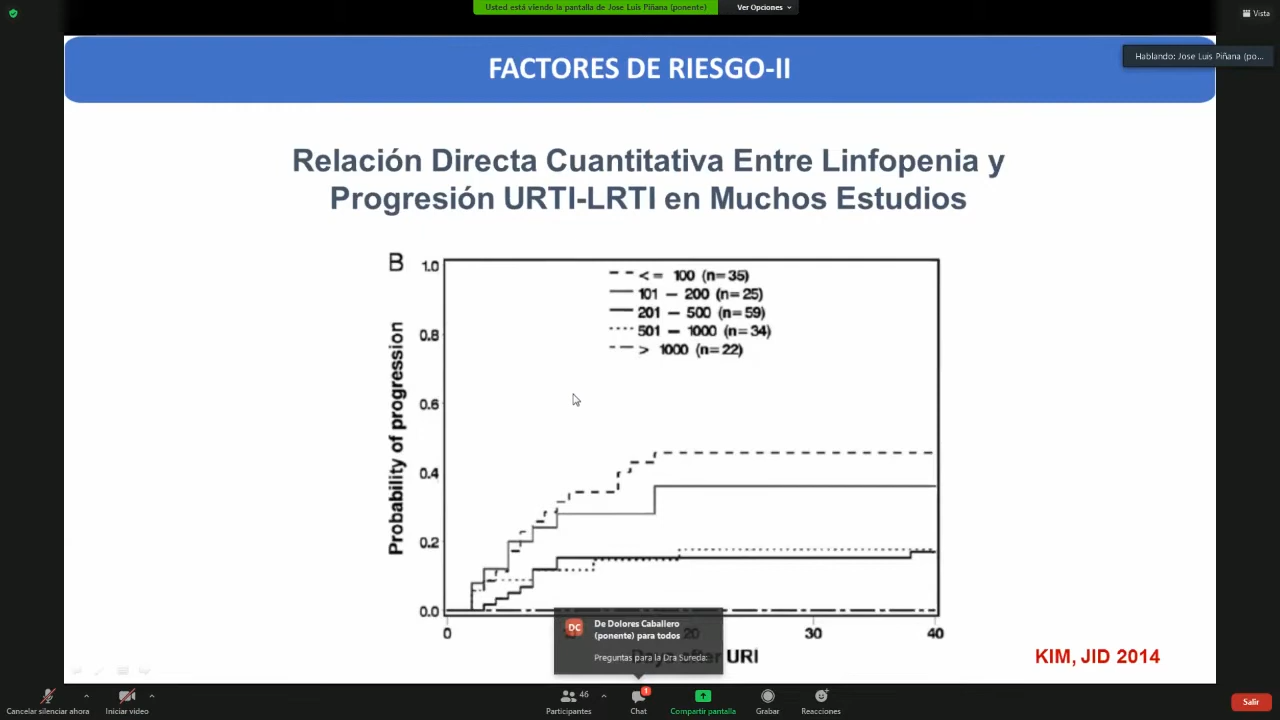 Usted está viendo la pantalla de Jose Luis Piñana (ponente)
Ver Opciones
Vista
Hablando: Jose Luis Piñana (po...
FACTORES DE RIESGO-II
Relación Directa Cuantitativa Entre Linfopenia y
Progresión URTI-LRTI en Muchos Estudios
B
Probability of progression
1.0
0.8
0.6
0.4
0.2
0.0
<= 100 (n=35)
101 – 200 (n=25)
201 – 500 (n=59)
501 – 1000 (n=34)
> 1000 (n=22)
0
20
30
40
Days after URI
KIM, JID 2014
DC
De Dolores Caballero
(ponente) para todos
Preguntas para la Dra Sureda:
Cancelar silenciar ahora
Iniciar video
46
Participantes
1
Chat
Compartir pantalla
Grabar
Reacciones
Salir